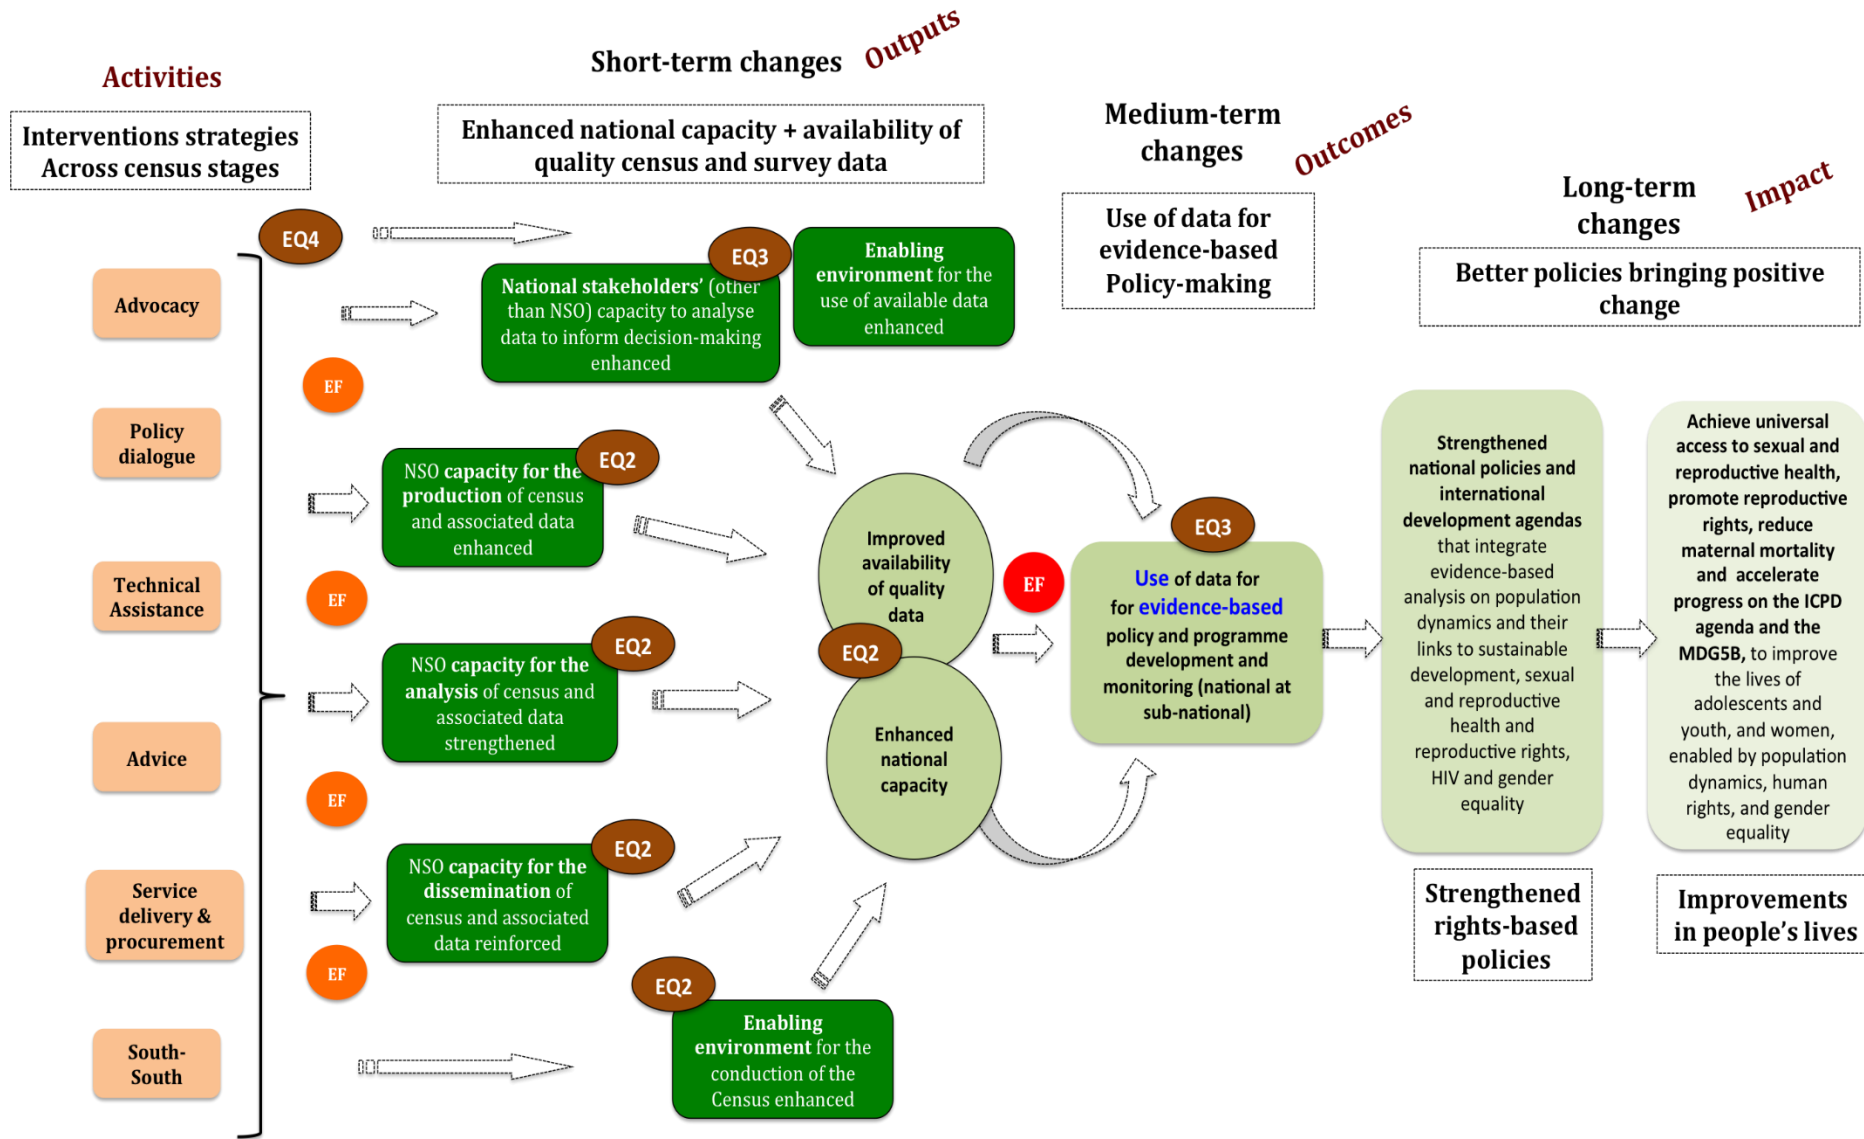 Activities
Interventions strategies
Across census stages
Short-term changes
Outputs
Enhanced national capacity + availability of
quality census and survey data
Medium-term
changes
Outcomes
Use of data for
evidence-based
Policy-making
Long-term
changes
Impact
Better policies bringing positive
change
EQ4
Advocacy
Policy
dialogue
Technical
Assistance
Advice
Service
delivery &
procurement
South-
South
EF
EF
EF
EF
EQ3
National stakeholders' (other
than NSO) capacity to analyse
data to inform decision-making
enhanced
Enabling
environment for the
use of available data
enhanced
EQ2
NSO capacity for the
production of census
and associated data
enhanced
EQ2
NSO capacity for the
analysis of census and
associated data
strengthened
EQ2
NSO capacity for the
dissemination of
census and associated
data reinforced
EQ2
Enabling
environment for the
conduction of the
Census enhanced
Improved
availability
of quality
data
EQ2
Enhanced
national
capacity
EF
EQ3
Use of data for
for evidence-based
policy and programme
development and
monitoring (national at
sub-national)
Strengthened
national policies and
international
development agendas
that integrate
evidence-based
analysis on population
dynamics and their
links to sustainable
development, sexual
and reproductive
health and
reproductive rights,
HIV and gender
equality
Strengthened
rights-based
policies
Achieve universal
access to sexual and
reproductive health,
promote reproductive
rights, reduce
maternal mortality
and accelerate
progress on the ICPD
agenda and the
MDG5B, to improve
the lives of
adolescents and
youth, and women,
enabled by population
dynamics, human
rights, and gender
equality
Improvements
in people's lives